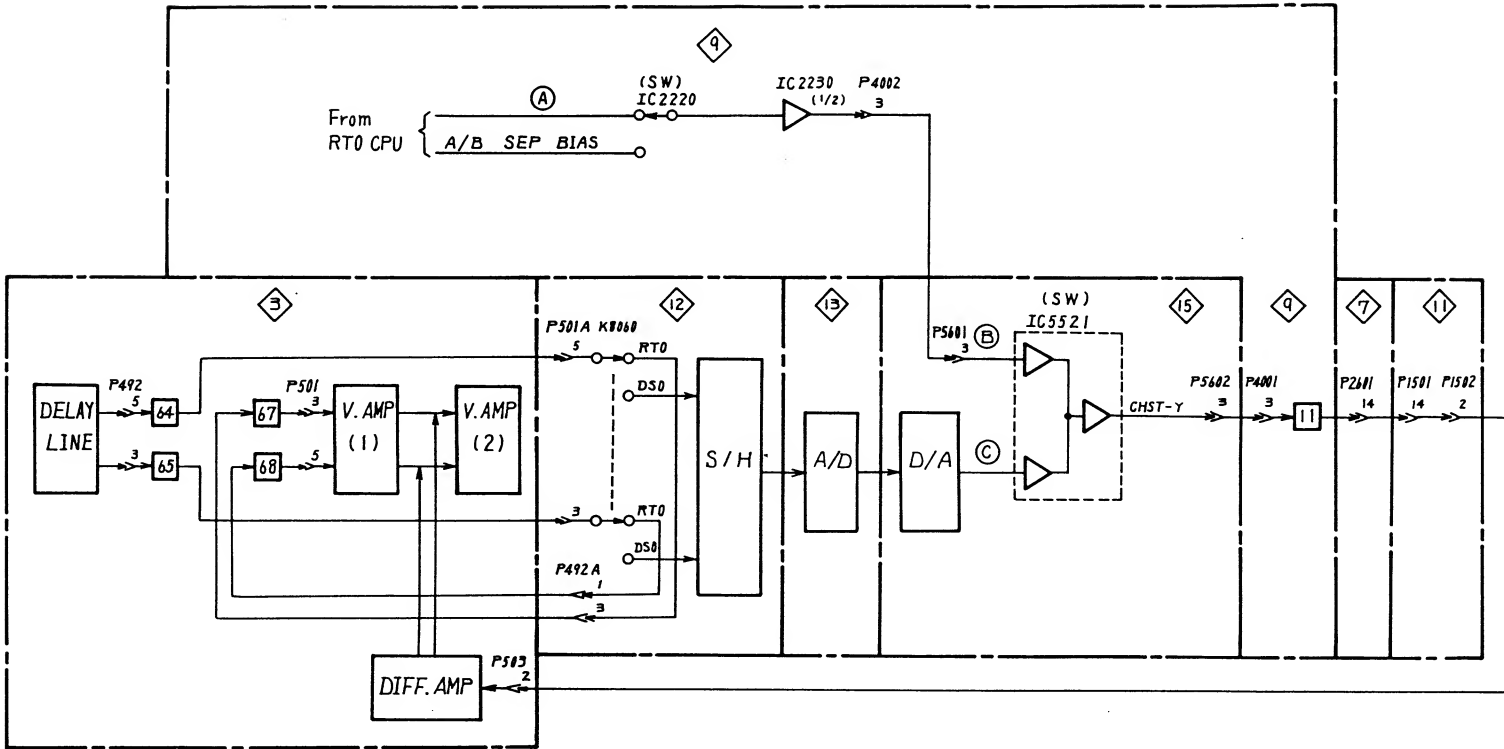 9
(SW)
IC2220
IC2230
(1/2)
P4002
3
A
From
RTO CPU
A/B SEP BIAS
3
12
13
(SW)
IC5521
15
9
7
11
P501A K8060
5
RTO
DSO
P5601
3
B
P492
5
64
67
P501
3
V. AMP
(1)
V. AMP
(2)
DELAY
LINE
3
65
68
5
S/H
A/D
D/A
C
CHST-Y
P5602
3
P4001
3
11
P2601
14
P1501
14
P1502
2
3
RTO
DSO
P492A
1
3
DIFF. AMP
P503
2